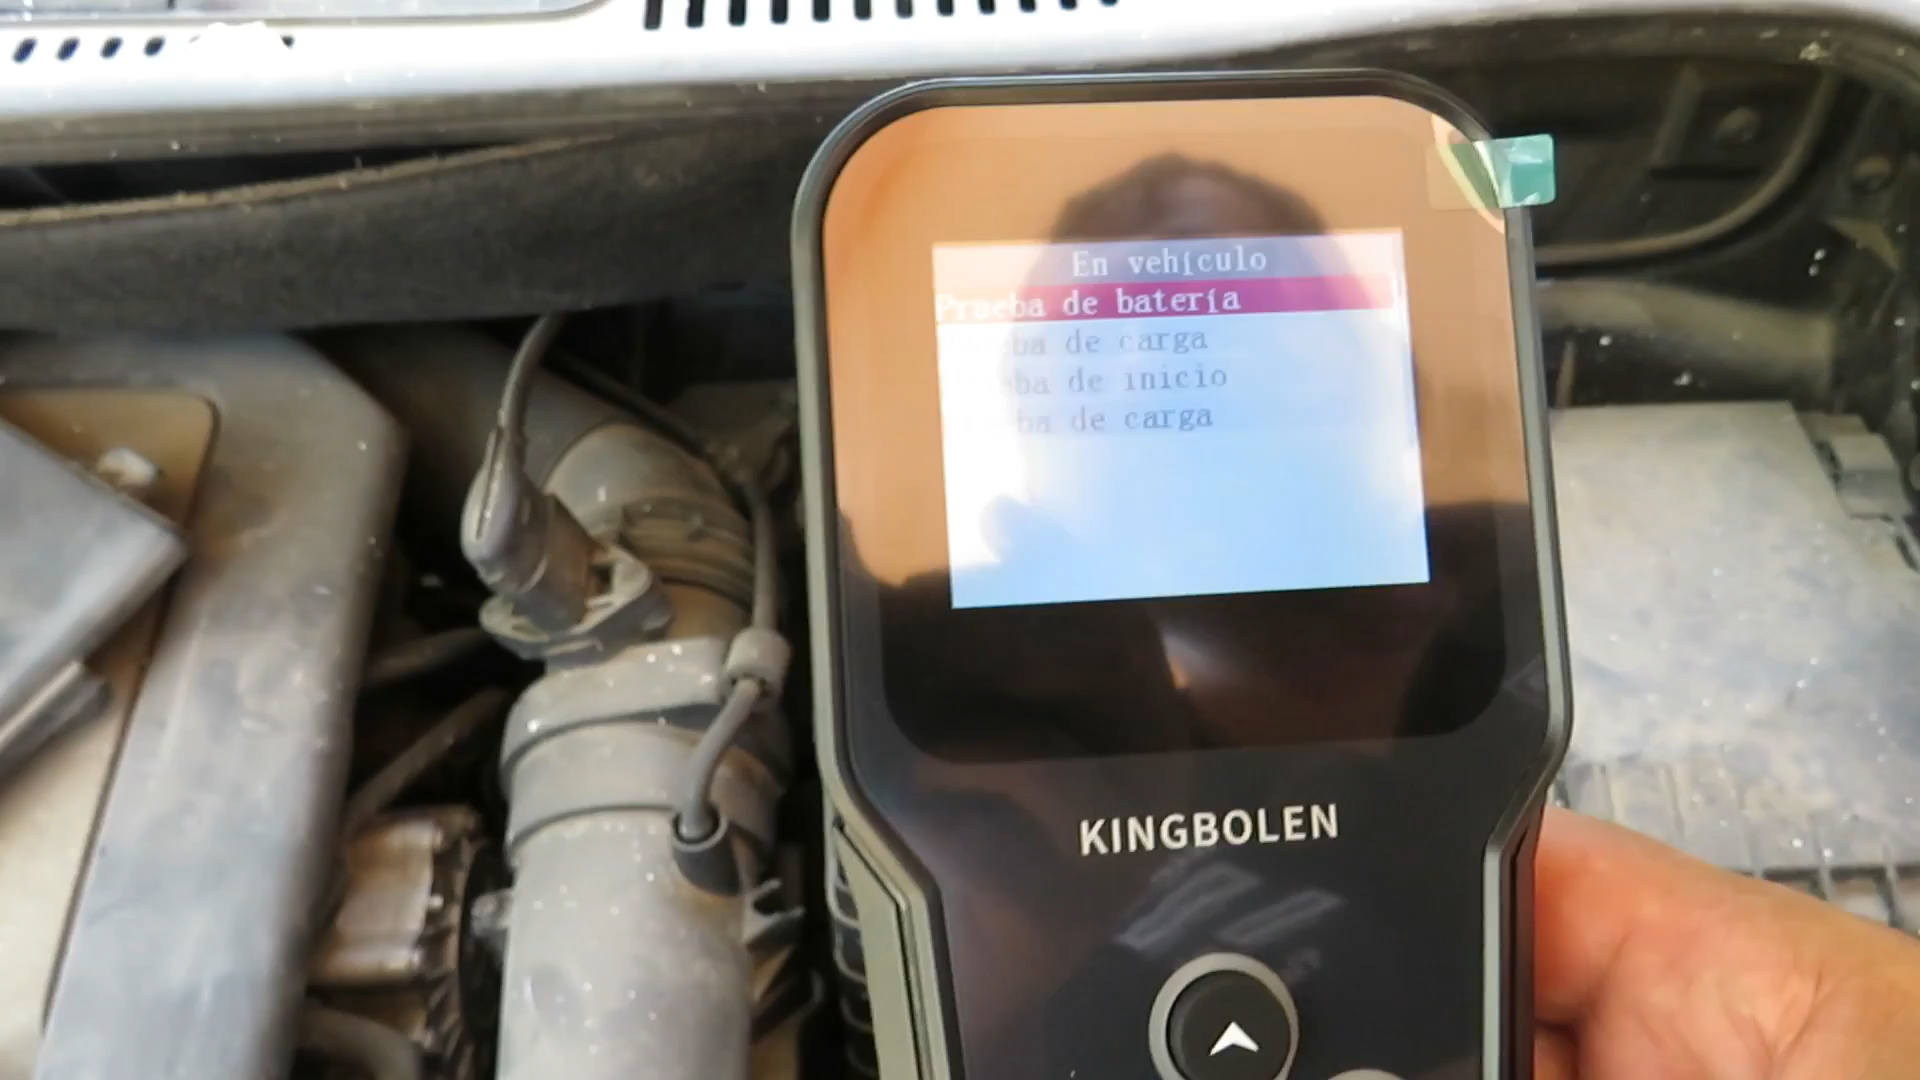 En vehículo
Prueba de batería
ba de carga
ba de inicio
ba de carga
KINGBOLEN